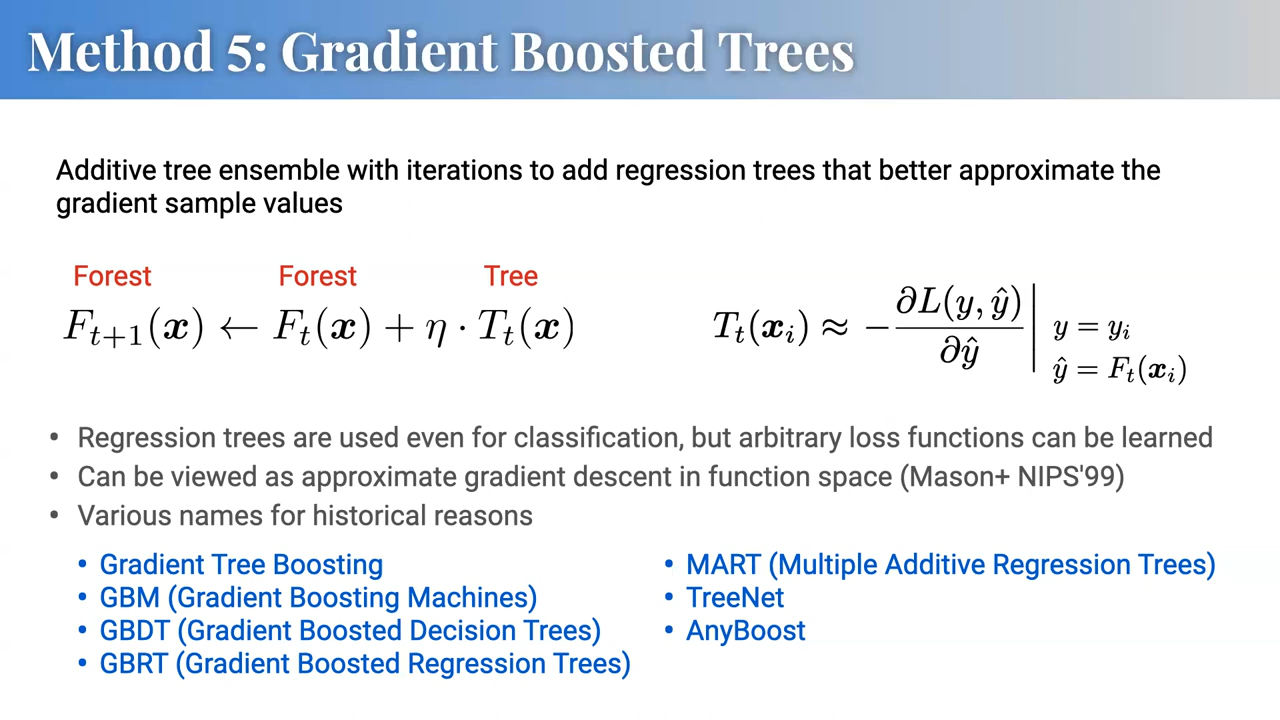 Method 5: Gradient Boosted Trees
Additive tree ensemble with iterations to add regression trees that better approximate the
gradient sample values
Forest Forest Tree
F_{t+1}(𝒙) ← F_t(𝒙) + η · T_t(𝒙)
T_t(𝒙_i) ≈ −∂L(y, ŷ)/∂ŷ | y = y_i
ŷ = F_t(𝒙_i)
• Regression trees are used even for classification, but arbitrary loss functions can be learned
• Can be viewed as approximate gradient descent in function space (Mason+ NIPS'99)
• Various names for historical reasons
• Gradient Tree Boosting
• GBM (Gradient Boosting Machines)
• GBDT (Gradient Boosted Decision Trees)
• GBRT (Gradient Boosted Regression Trees)
• MART (Multiple Additive Regression Trees)
• TreeNet
• AnyBoost